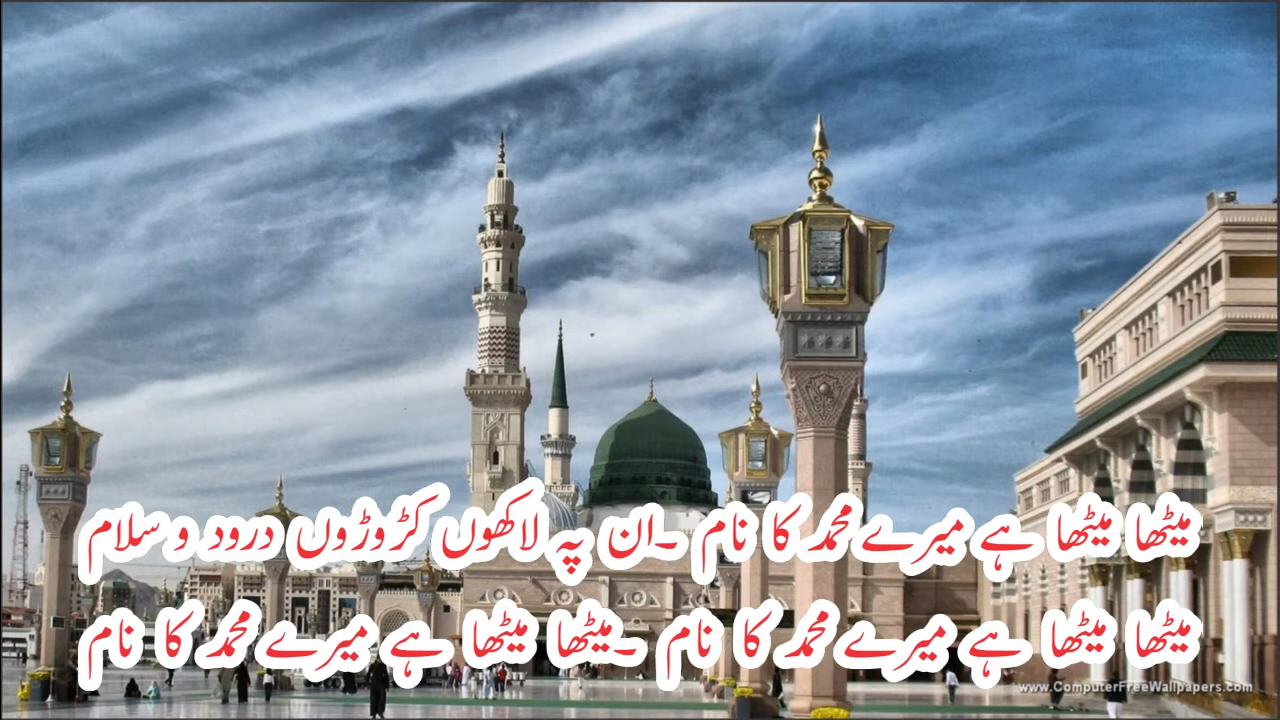 میٹھا میٹھا ہے میرے محمد کا نام ۔ان پہ لاکھوں کڑوڑوں درود و سلام
میٹھا میٹھا ہے میرے محمد کا نام ۔میٹھا میٹھا ہے میرے محمد کا نام
www.ComputerFreeWallpapers.com